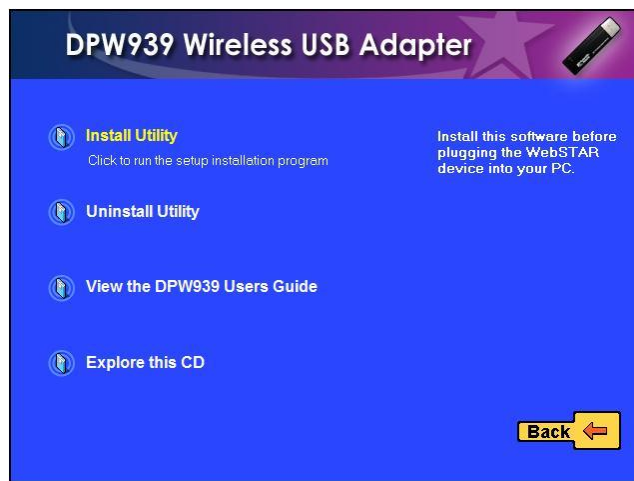 DPW939 Wireless USB Adapter
Install Utility
Click to run the setup installation program
Install this software before
plugging the WebSTAR
device into your PC.
Uninstall Utility
View the DPW939 Users Guide
Explore this CD
Back